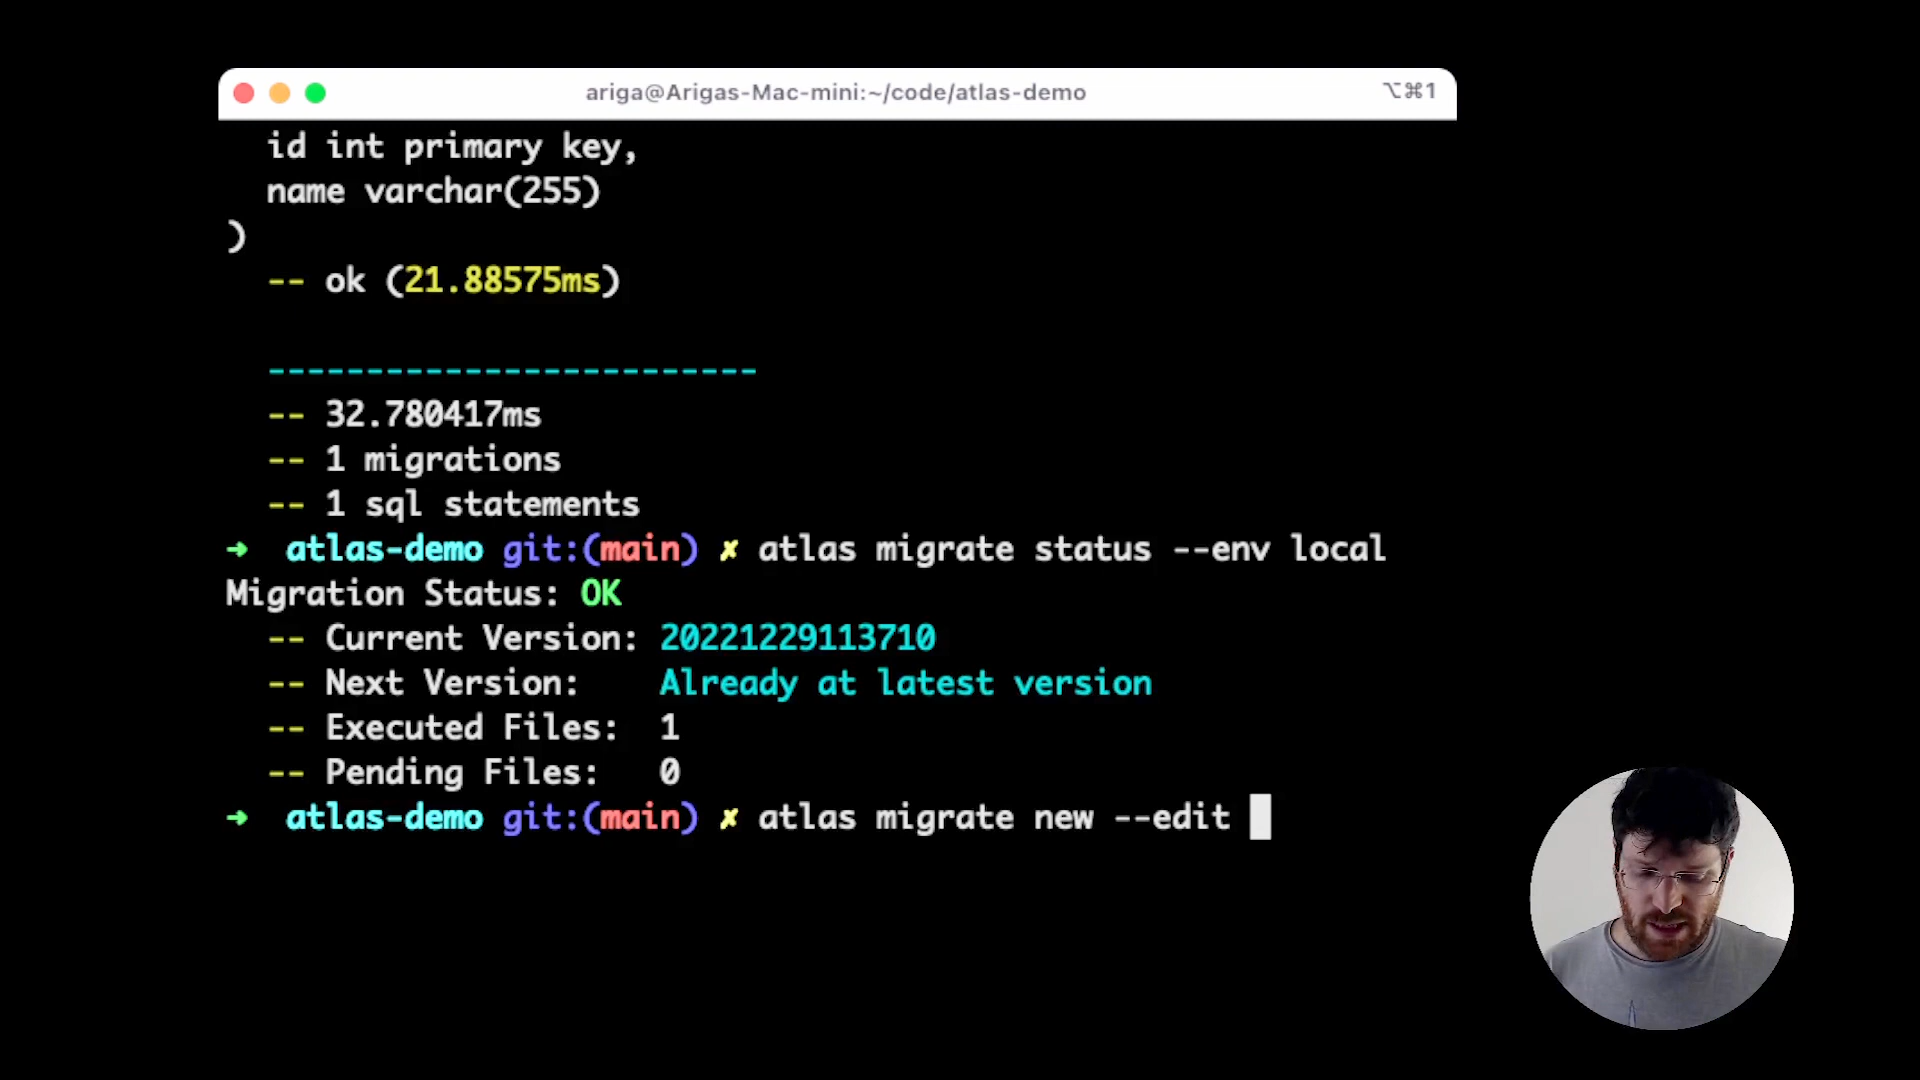 ariga@Arigas-Mac-mini:~/code/atlas-demo ⌥⌘1
id int primary key,
name varchar(255)
)
-- ok (21.88575ms)
-------------------------
-- 32.780417ms
-- 1 migrations
-- 1 sql statements
➜ atlas-demo git:(main) ✗ atlas migrate status --env local
Migration Status: OK
-- Current Version: 20221229113710
-- Next Version: Already at latest version
-- Executed Files: 1
-- Pending Files: 0
➜ atlas-demo git:(main) ✗ atlas migrate new --edit